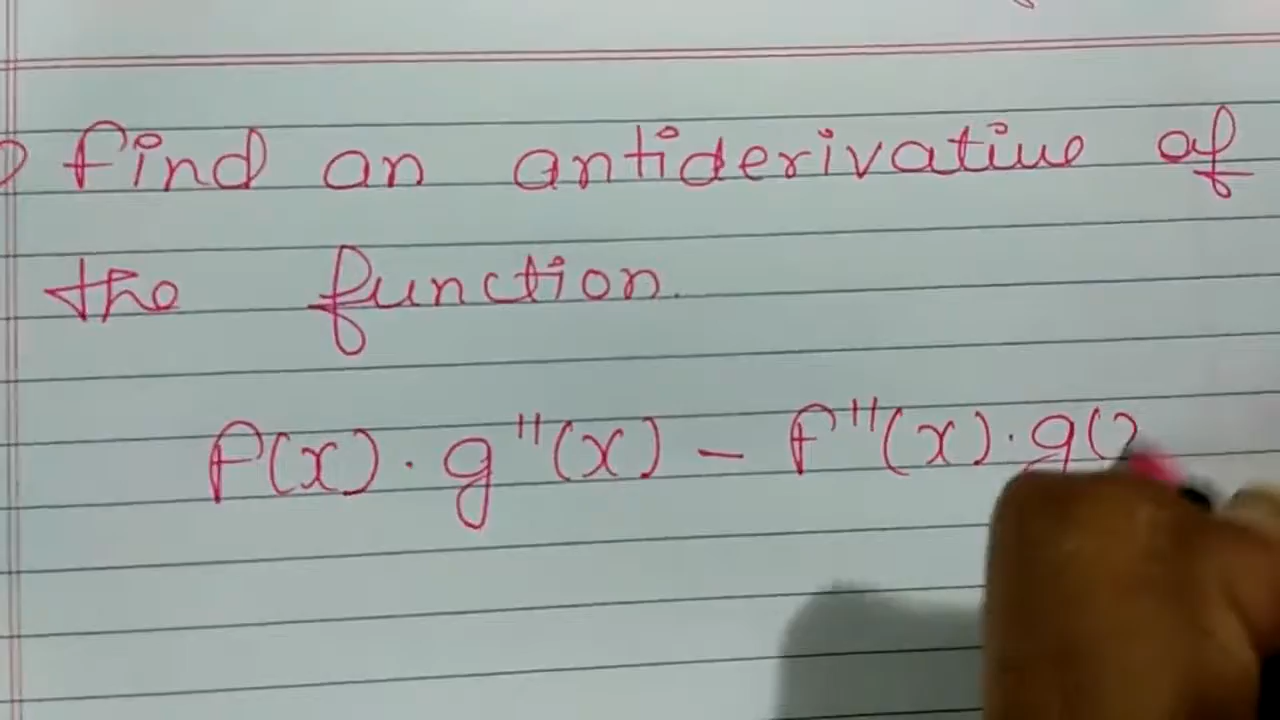 find an antiderivative of
the function.
f(x) · g"(x) - f"(x) · g(